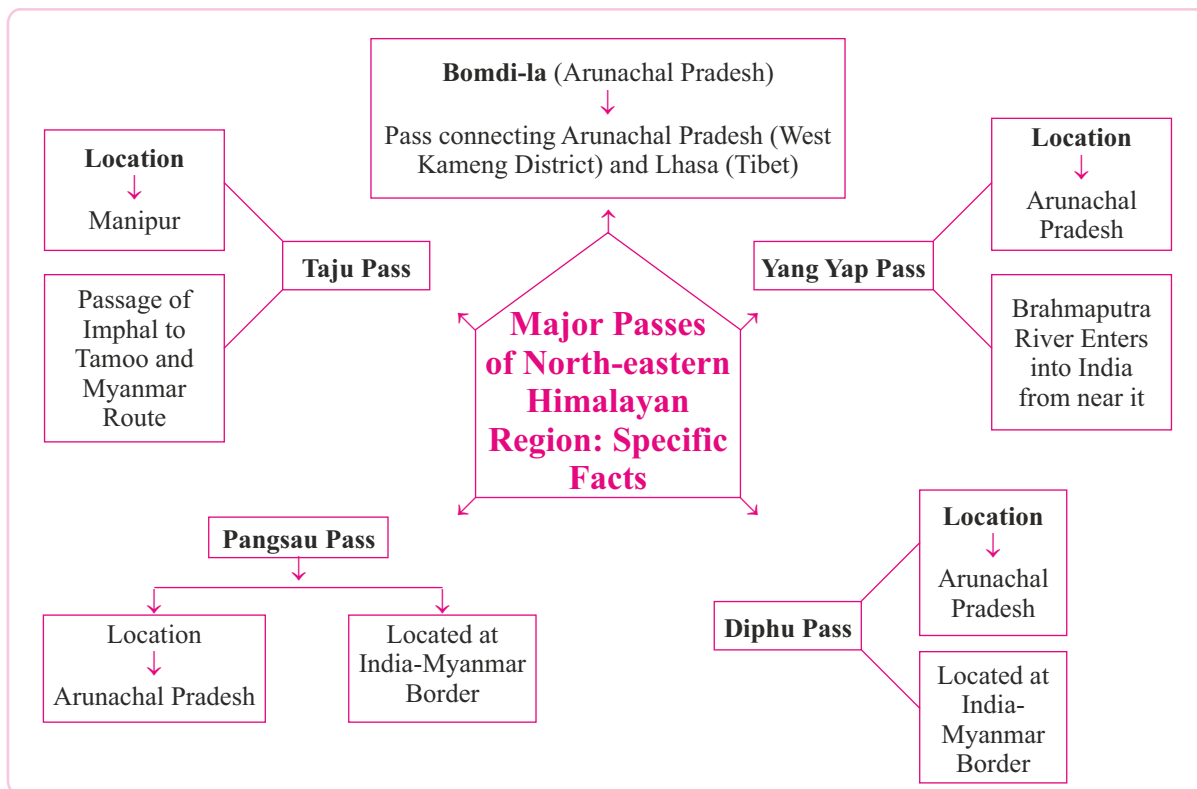 Bomdi-la (Arunachal Pradesh)
Pass connecting Arunachal Pradesh (West
Kameng District) and Lhasa (Tibet)
Location
Manipur
Taju Pass
Passage of
Imphal to
Tamoo and
Myanmar
Route
Location
Arunachal
Pradesh
Yang Yap Pass
Brahmaputra
River Enters
into India
from near it
Major Passes
of North-eastern
Himalayan
Region: Specific
Facts
Pangsau Pass
Location
Arunachal Pradesh
Located at
India-Myanmar
Border
Location
Arunachal
Pradesh
Diphu Pass
Located at
India-
Myanmar
Border